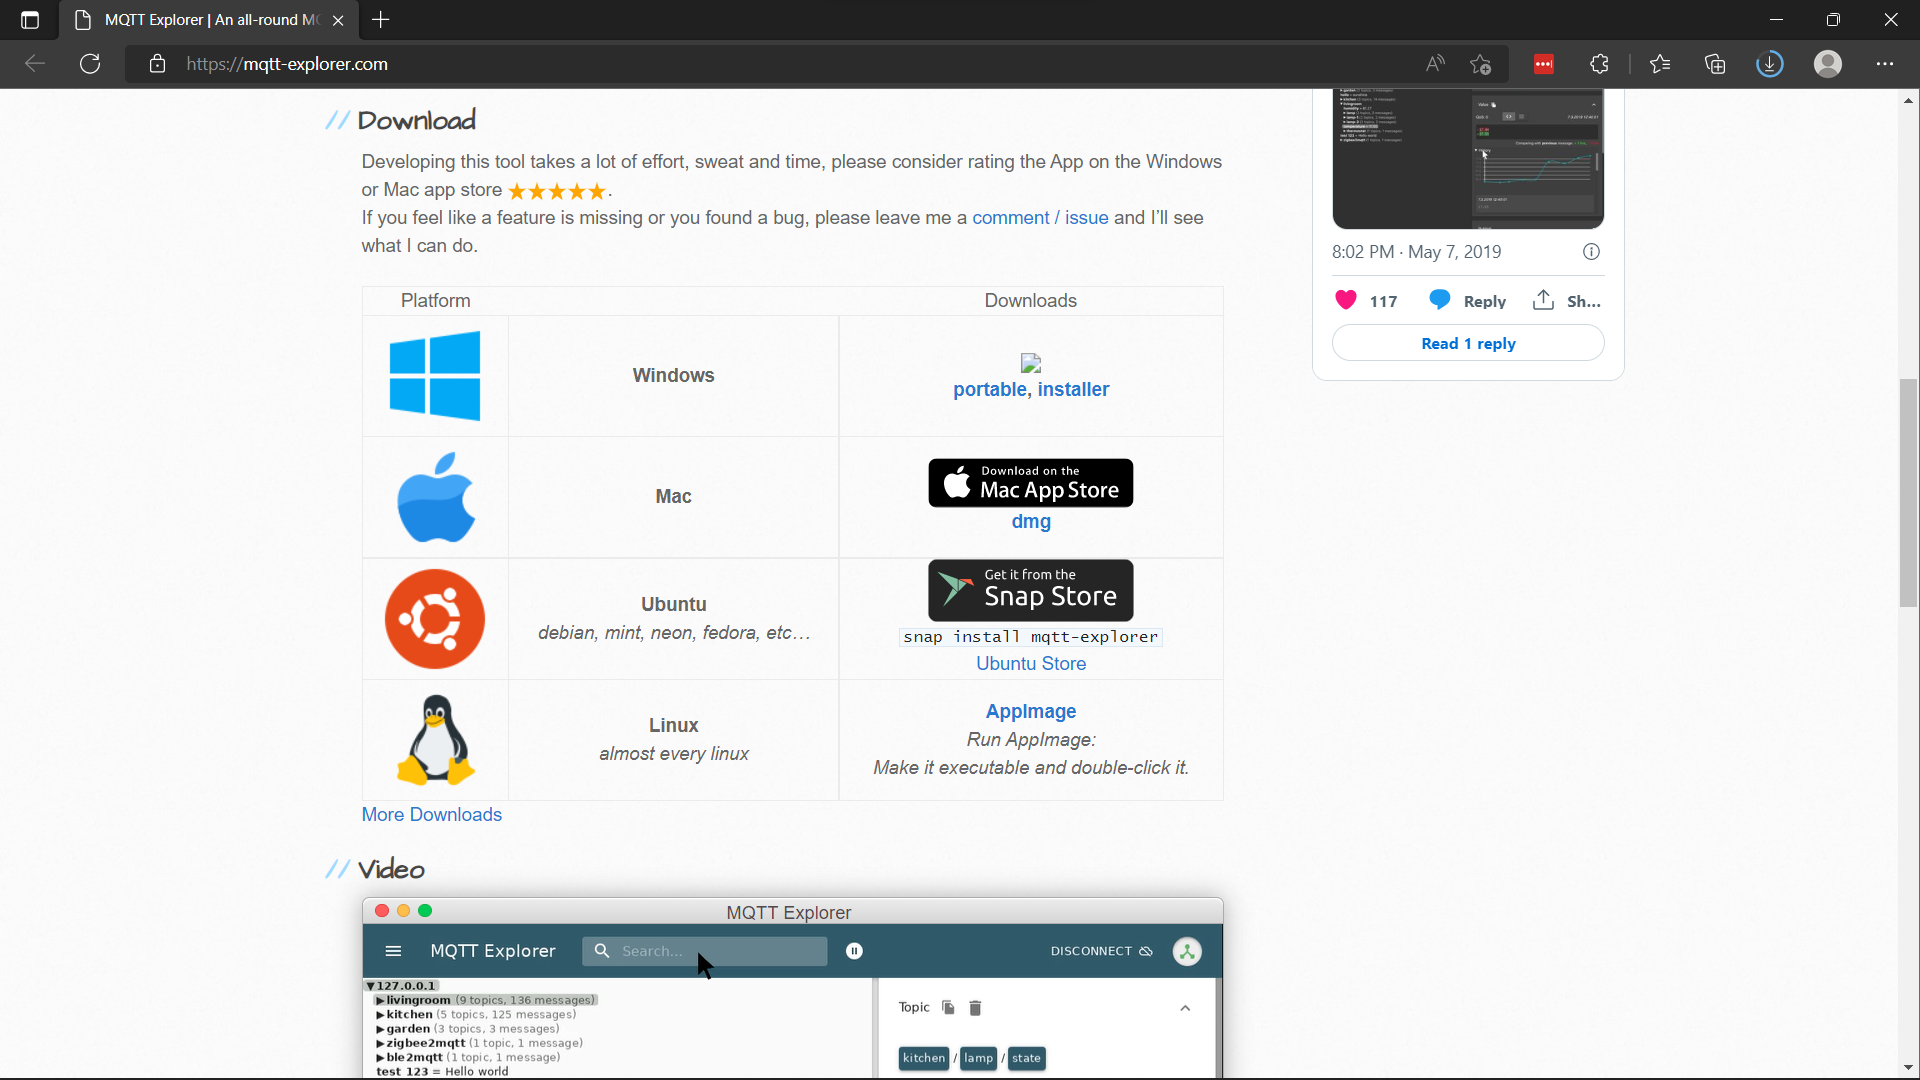 MQTT Explorer | An all-round M
https://mqtt-explorer.com
// Download
Developing this tool takes a lot of effort, sweat and time, please consider rating the App on the Windows
or Mac app store ★★★★★.
If you feel like a feature is missing or you found a bug, please leave me a comment / issue and I'll see
what I can do.
Platform Downloads
Windows
portable, installer
Mac
Download on the
Mac App Store
dmg
Ubuntu
debian, mint, neon, fedora, etc…
Get it from the
Snap Store
snap install mqtt-explorer
Ubuntu Store
Linux
almost every linux
AppImage
Run AppImage:
Make it executable and double-click it.
More Downloads
// Video
MQTT Explorer
MQTT Explorer
Search...
DISCONNECT
▼127.0.0.1
▶livingroom (9 topics, 136 messages)
▶kitchen (5 topics, 125 messages)
▶garden (3 topics, 3 messages)
▶zigbee2mqtt (1 topic, 1 message)
▶ble2mqtt (1 topic, 1 message)
test 123 = Hello world
Topic
kitchen / lamp / state
8:02 PM · May 7, 2019
117 Reply Sh...
Read 1 reply